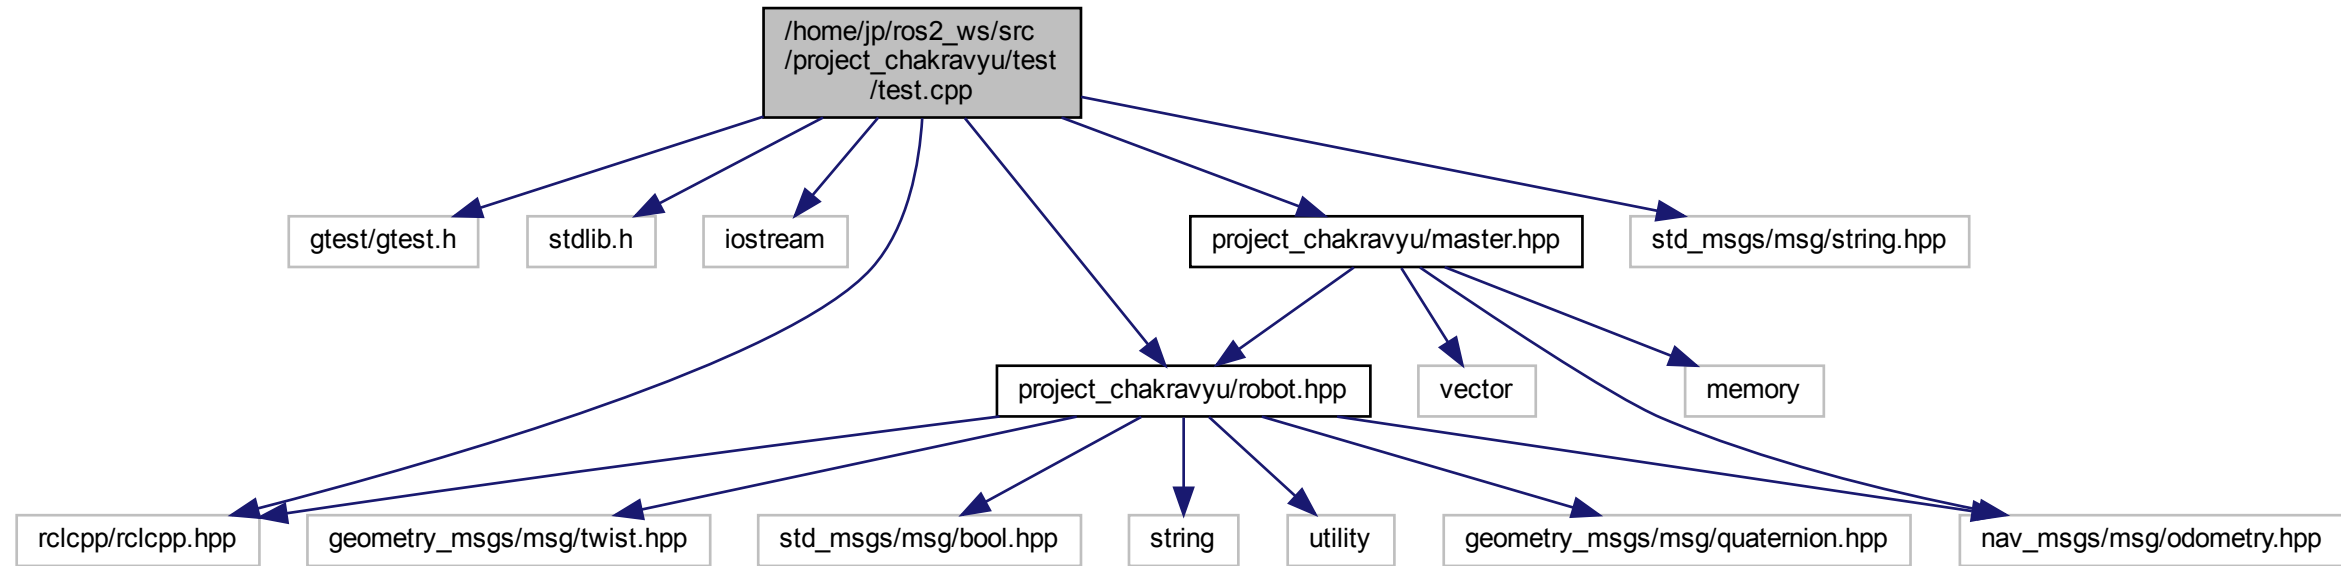 /home/jp/ros2_ws/src
/project_chakravyu/test
/test.cpp
gtest/gtest.h
stdlib.h
iostream
project_chakravyu/master.hpp
std_msgs/msg/string.hpp
project_chakravyu/robot.hpp
vector
memory
rclcpp/rclcpp.hpp
geometry_msgs/msg/twist.hpp
std_msgs/msg/bool.hpp
string
utility
geometry_msgs/msg/quaternion.hpp
nav_msgs/msg/odometry.hpp